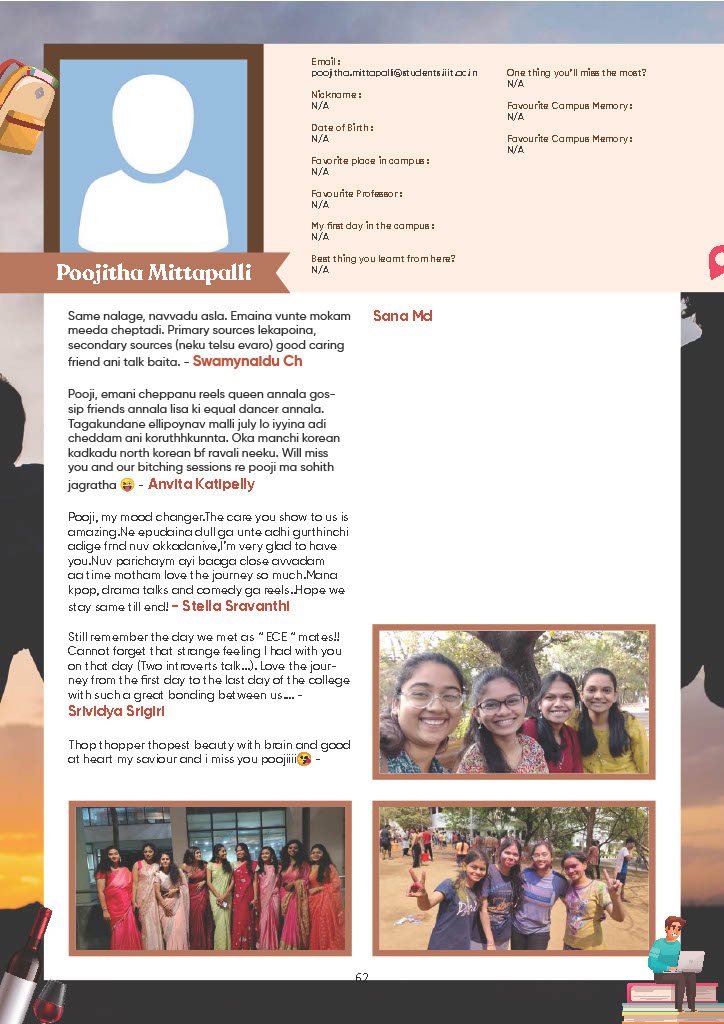 Email :
poojitha.mittapalli@students.iiit.ac.in
Nickname :
N/A
Date of Birth :
N/A
Favorite place in campus :
N/A
Favourite Professor :
N/A
My first day in the campus :
N/A
Best thing you learnt from here?
N/A
One thing you'll miss the most?
N/A
Favourite Campus Memory :
N/A
Favourite Campus Memory :
N/A
Poojitha Mittapalli
Same nalage, navvadu asla. Emaina vunte mokam
meeda cheptadi. Primary sources lekapoina,
secondary sources (neku telsu evaro) good caring
friend ani talk baita. - Swamynaidu Ch
Pooji, emani cheppanu reels queen annala gos-
sip friends annala lisa ki equal dancer annala.
Tagakundane ellipoynav malli july lo iyyina adi
cheddam ani koruthhkunnta. Oka manchi korean
kadkadu north korean bf ravali neeku. Will miss
you and our bitching sessions re pooji ma sohith
jagratha 😜 - Anvita Katipelly
Pooji, my mood changer.The care you show to us is
amazing.Ne epudaina dull ga unte adhi gurthinchi
adige frnd nuv okkadanive,I'm very glad to have
you.Nuv parichaym ayi baaga close avvadam
aa time motham love the journey so much.Mana
kpop, drama talks and comedy ga reels..Hope we
stay same till end! - Stella Sravanthi
Still remember the day we met as " ECE " mates!!
Cannot forget that strange feeling I had with you
on that day (Two introverts talk...). Love the jour-
ney from the first day to the last day of the college
with such a great bonding between us.... -
Srividya Srigiri
Thop thopper thopest beauty with brain and good
at heart my saviour and i miss you poojiiii😘 -
Sana Md
62